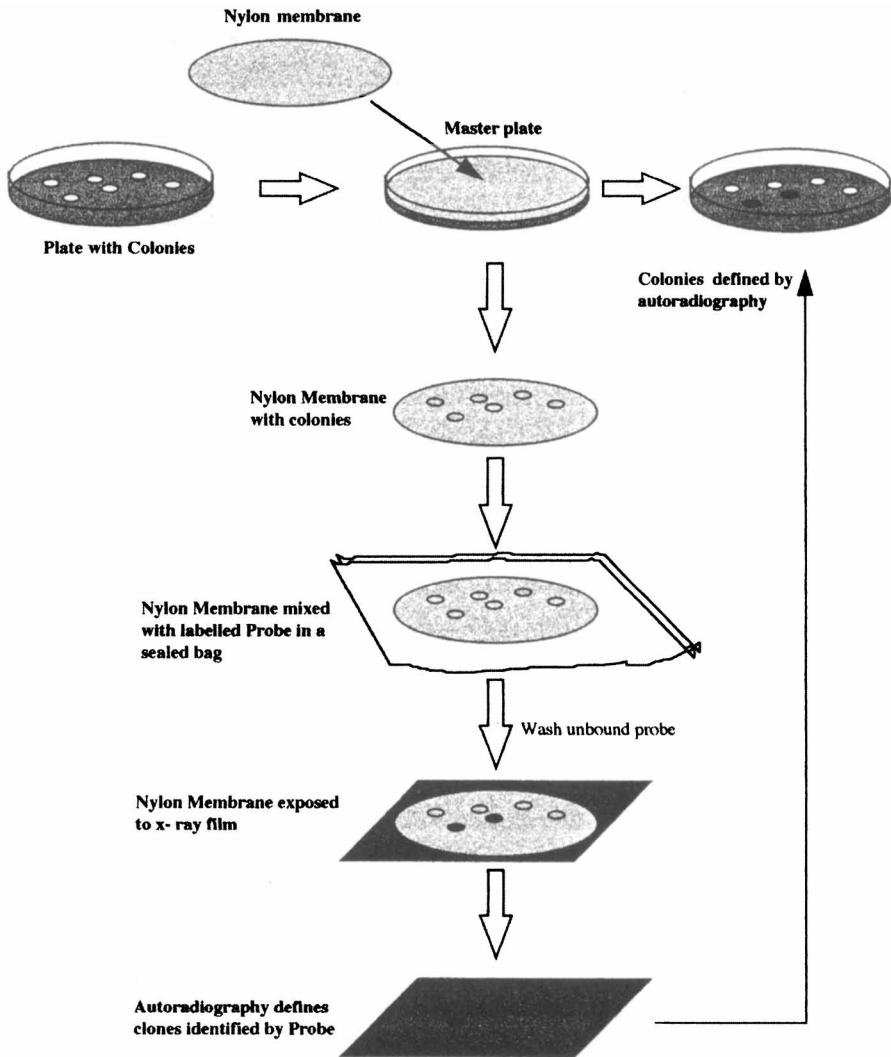 Nylon membrane
Master plate
Plate with Colonies
Colonies defined by
autoradiography
Nylon Membrane
with colonies
Nylon Membrane mixed
with labelled Probe in a
sealed bag
Wash unbound probe
Nylon Membrane exposed
to x- ray film
Autoradiography defines
clones identified by Probe